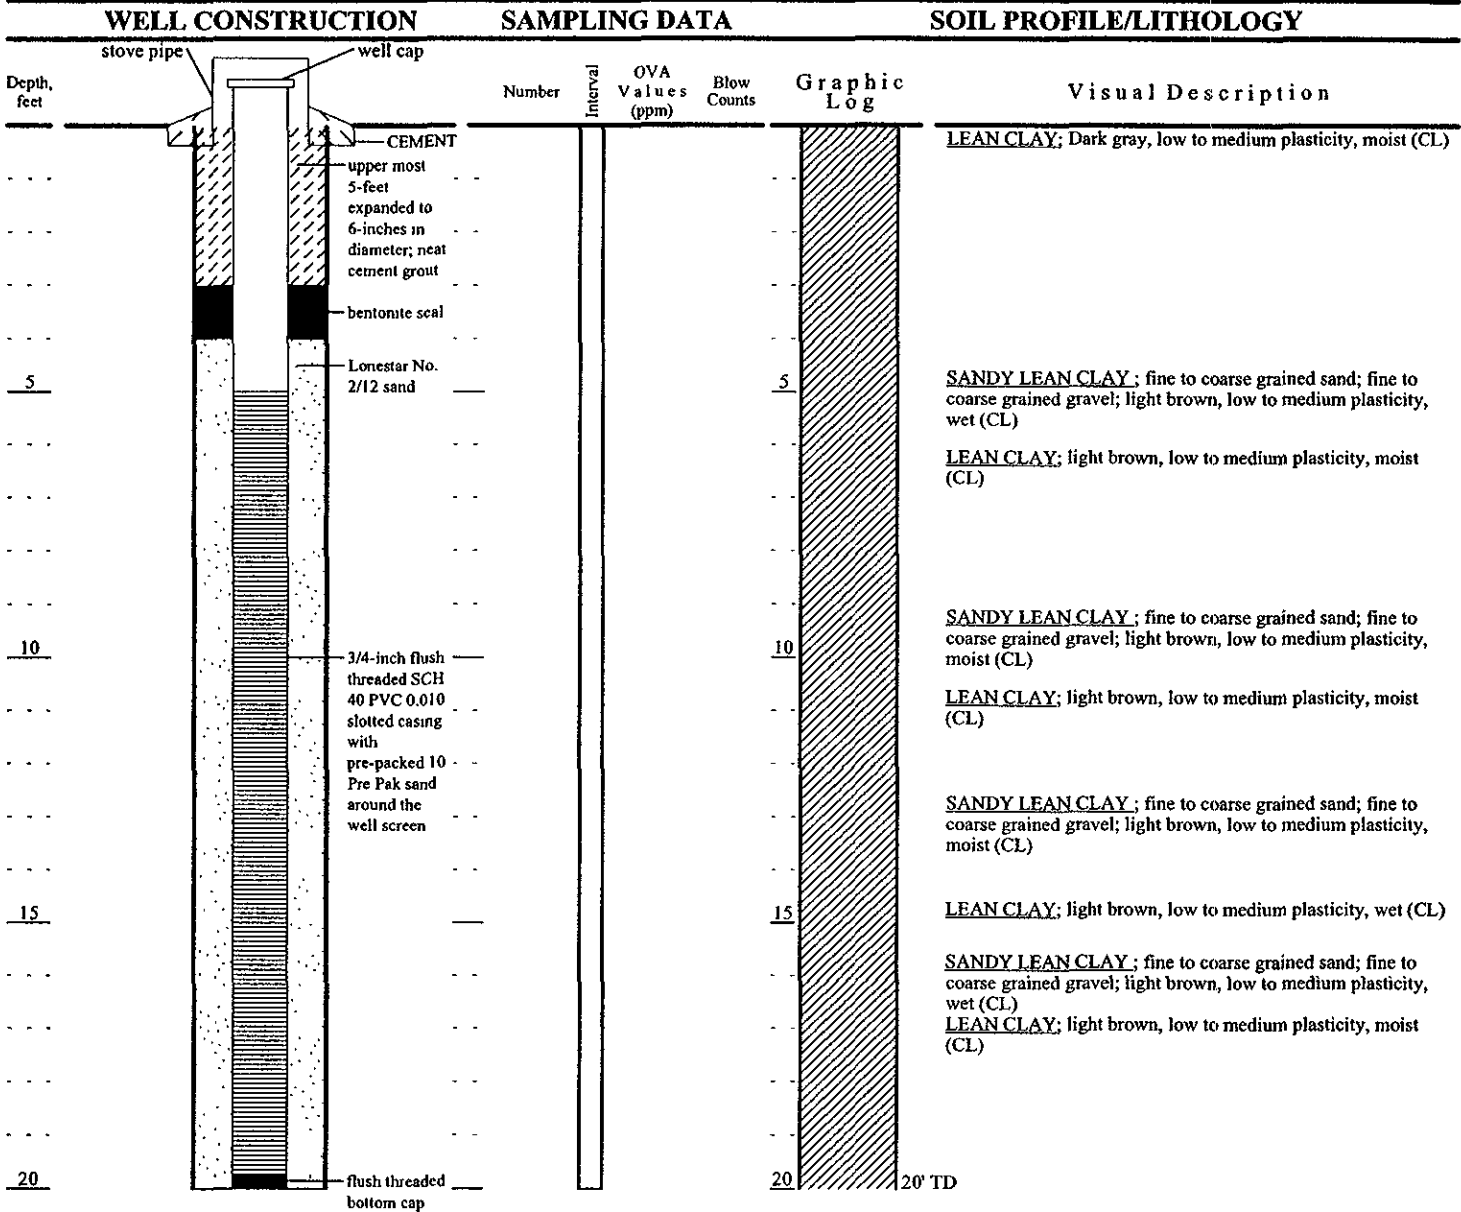 WELL CONSTRUCTION SAMPLING DATA SOIL PROFILE/LITHOLOGY
stove pipe well cap
Depth, feet
Number
Interval
OVA
Values
(ppm)
Blow
Counts
Graphic
Log
Visual Description
CEMENT
upper most
5-feet
expanded to
6-inches in
diameter; neat
cement grout
bentonite seal
Lonestar No.
2/12 sand
3/4-inch flush
threaded SCH
40 PVC 0.010
slotted casing
with
pre-packed 10
Pre Pak sand
around the
well screen
flush threaded
bottom cap
5
10
15
20
5
10
15
20
20' TD
LEAN CLAY; Dark gray, low to medium plasticity, moist (CL)
SANDY LEAN CLAY ; fine to coarse grained sand; fine to
coarse grained gravel; light brown, low to medium plasticity,
wet (CL)
LEAN CLAY; light brown, low to medium plasticity, moist
(CL)
SANDY LEAN CLAY ; fine to coarse grained sand; fine to
coarse grained gravel; light brown, low to medium plasticity,
moist (CL)
LEAN CLAY; light brown, low to medium plasticity, moist
(CL)
SANDY LEAN CLAY ; fine to coarse grained sand; fine to
coarse grained gravel; light brown, low to medium plasticity,
moist (CL)
LEAN CLAY; light brown, low to medium plasticity, wet (CL)
SANDY LEAN CLAY ; fine to coarse grained sand; fine to
coarse grained gravel; light brown, low to medium plasticity,
wet (CL)
LEAN CLAY; light brown, low to medium plasticity, moist
(CL)